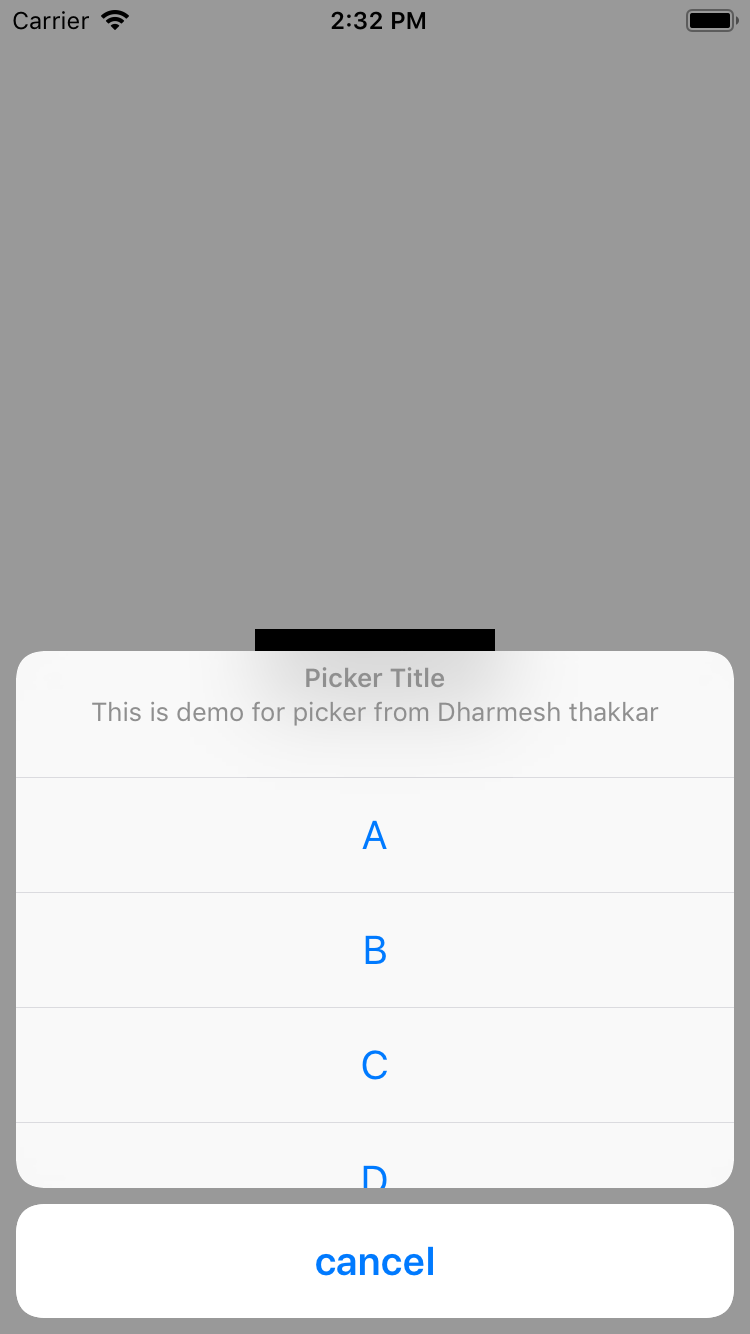 Carrier 2:32 PM
Picker Title
This is demo for picker from Dharmesh thakkar
A
B
C
D
cancel